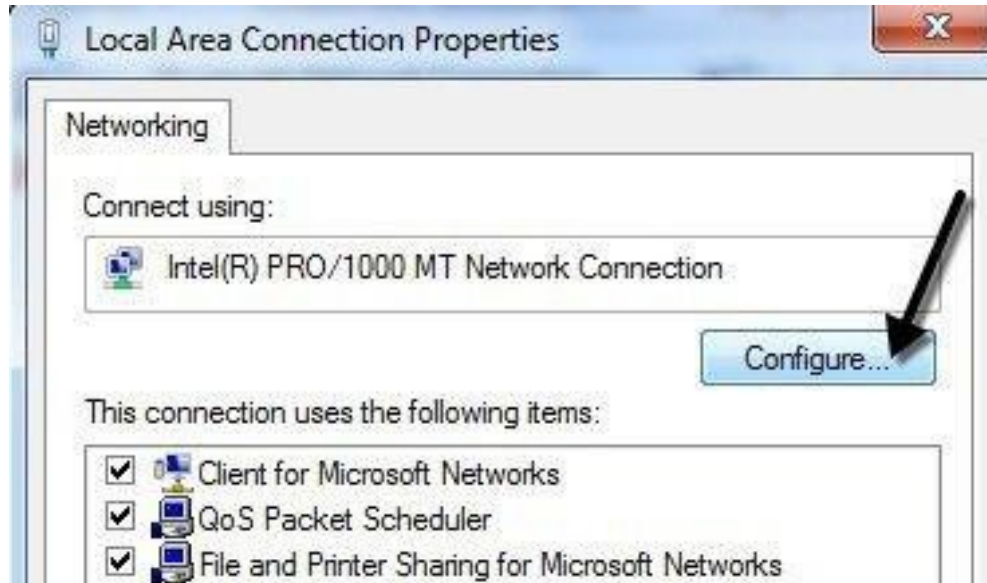 Local Area Connection Properties
Networking
Connect using:
Intel(R) PRO/1000 MT Network Connection
Configure...
This connection uses the following items:
Client for Microsoft Networks
QoS Packet Scheduler
File and Printer Sharing for Microsoft Networks